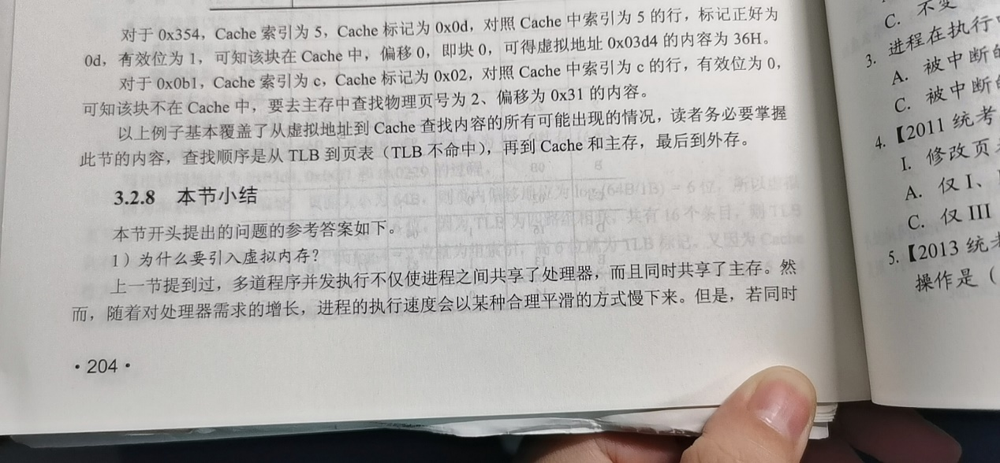 对于 0x354，Cache 索引为 5，Cache 标记为 0x0d，对照 Cache 中索引为 5 的行，标记正好为
0d，有效位为 1，可知该块在 Cache 中，偏移 0，即块 0，可得虚拟地址 0x03d4 的内容为 36H。
对于 0x0b1，Cache 索引为 c，Cache 标记为 0x02，对照 Cache 中索引为 c 的行，有效位为 0，
可知该块不在 Cache 中，要去主存中查找物理页号为 2、偏移为 0x31 的内容。
以上例子基本覆盖了从虚拟地址到 Cache 查找内容的所有可能出现的情况，读者务必要掌握
此节的内容，查找顺序是从 TLB 到页表（TLB 不命中），再到 Cache 和主存，最后到外存。
3.2.8 本节小结
本节开头提出的问题的参考答案如下。
1）为什么要引入虚拟内存？
上一节提到过，多道程序并发执行不仅使进程之间共享了处理器，而且同时共享了主存。然
而，随着对处理器需求的增长，进程的执行速度会以某种合理平滑的方式慢下来。但是，若同时
·204·
C. 不变
3. 进程在执行
A. 被中断的
C. 被中断的
4.【2011 统考
I. 修改页
A. 仅 I、
C. 仅 III
5.【2013 统考
操作是（